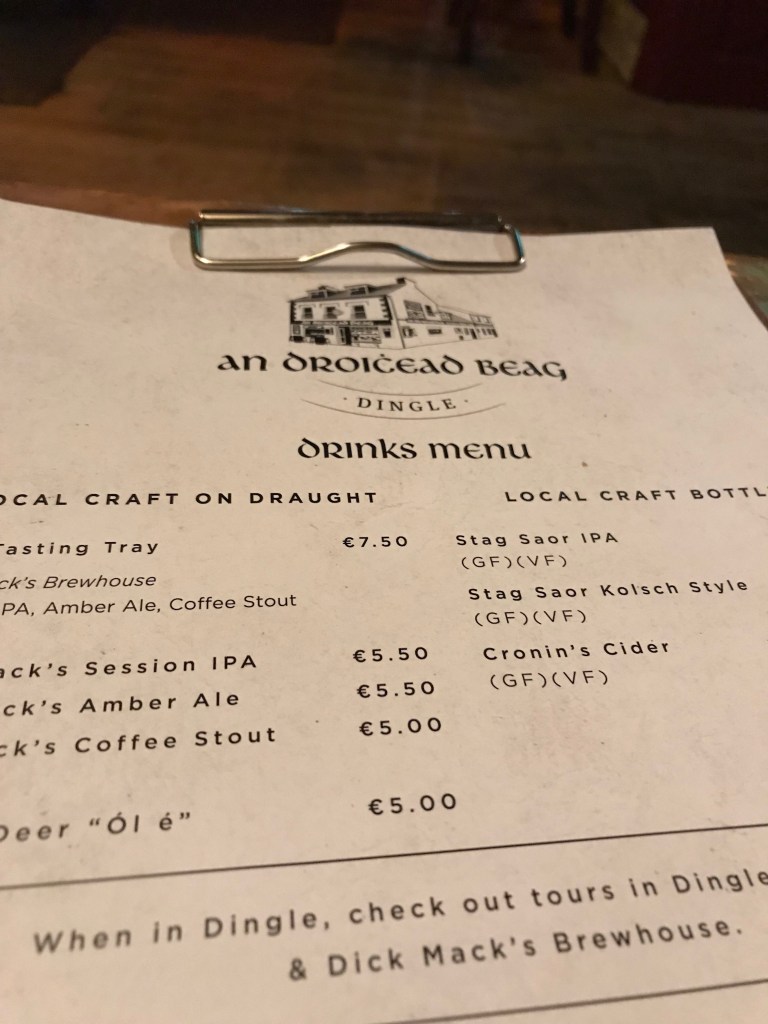 An Droiċead Beag
· DINGLE ·
Drinks Menu
OCAL CRAFT ON DRAUGHT
Tasting Tray €7.50
ck's Brewhouse
PA, Amber Ale, Coffee Stout
ack's Session IPA €5.50
ck's Amber Ale €5.50
ck's Coffee Stout €5.00
Deer "Ól é" €5.00
LOCAL CRAFT BOTTL
Stag Saor IPA
(GF)(VF)
Stag Saor Kolsch Style
(GF)(VF)
Cronin's Cider
(GF)(VF)
When in Dingle, check out tours in Dingle
& Dick Mack's Brewhouse.